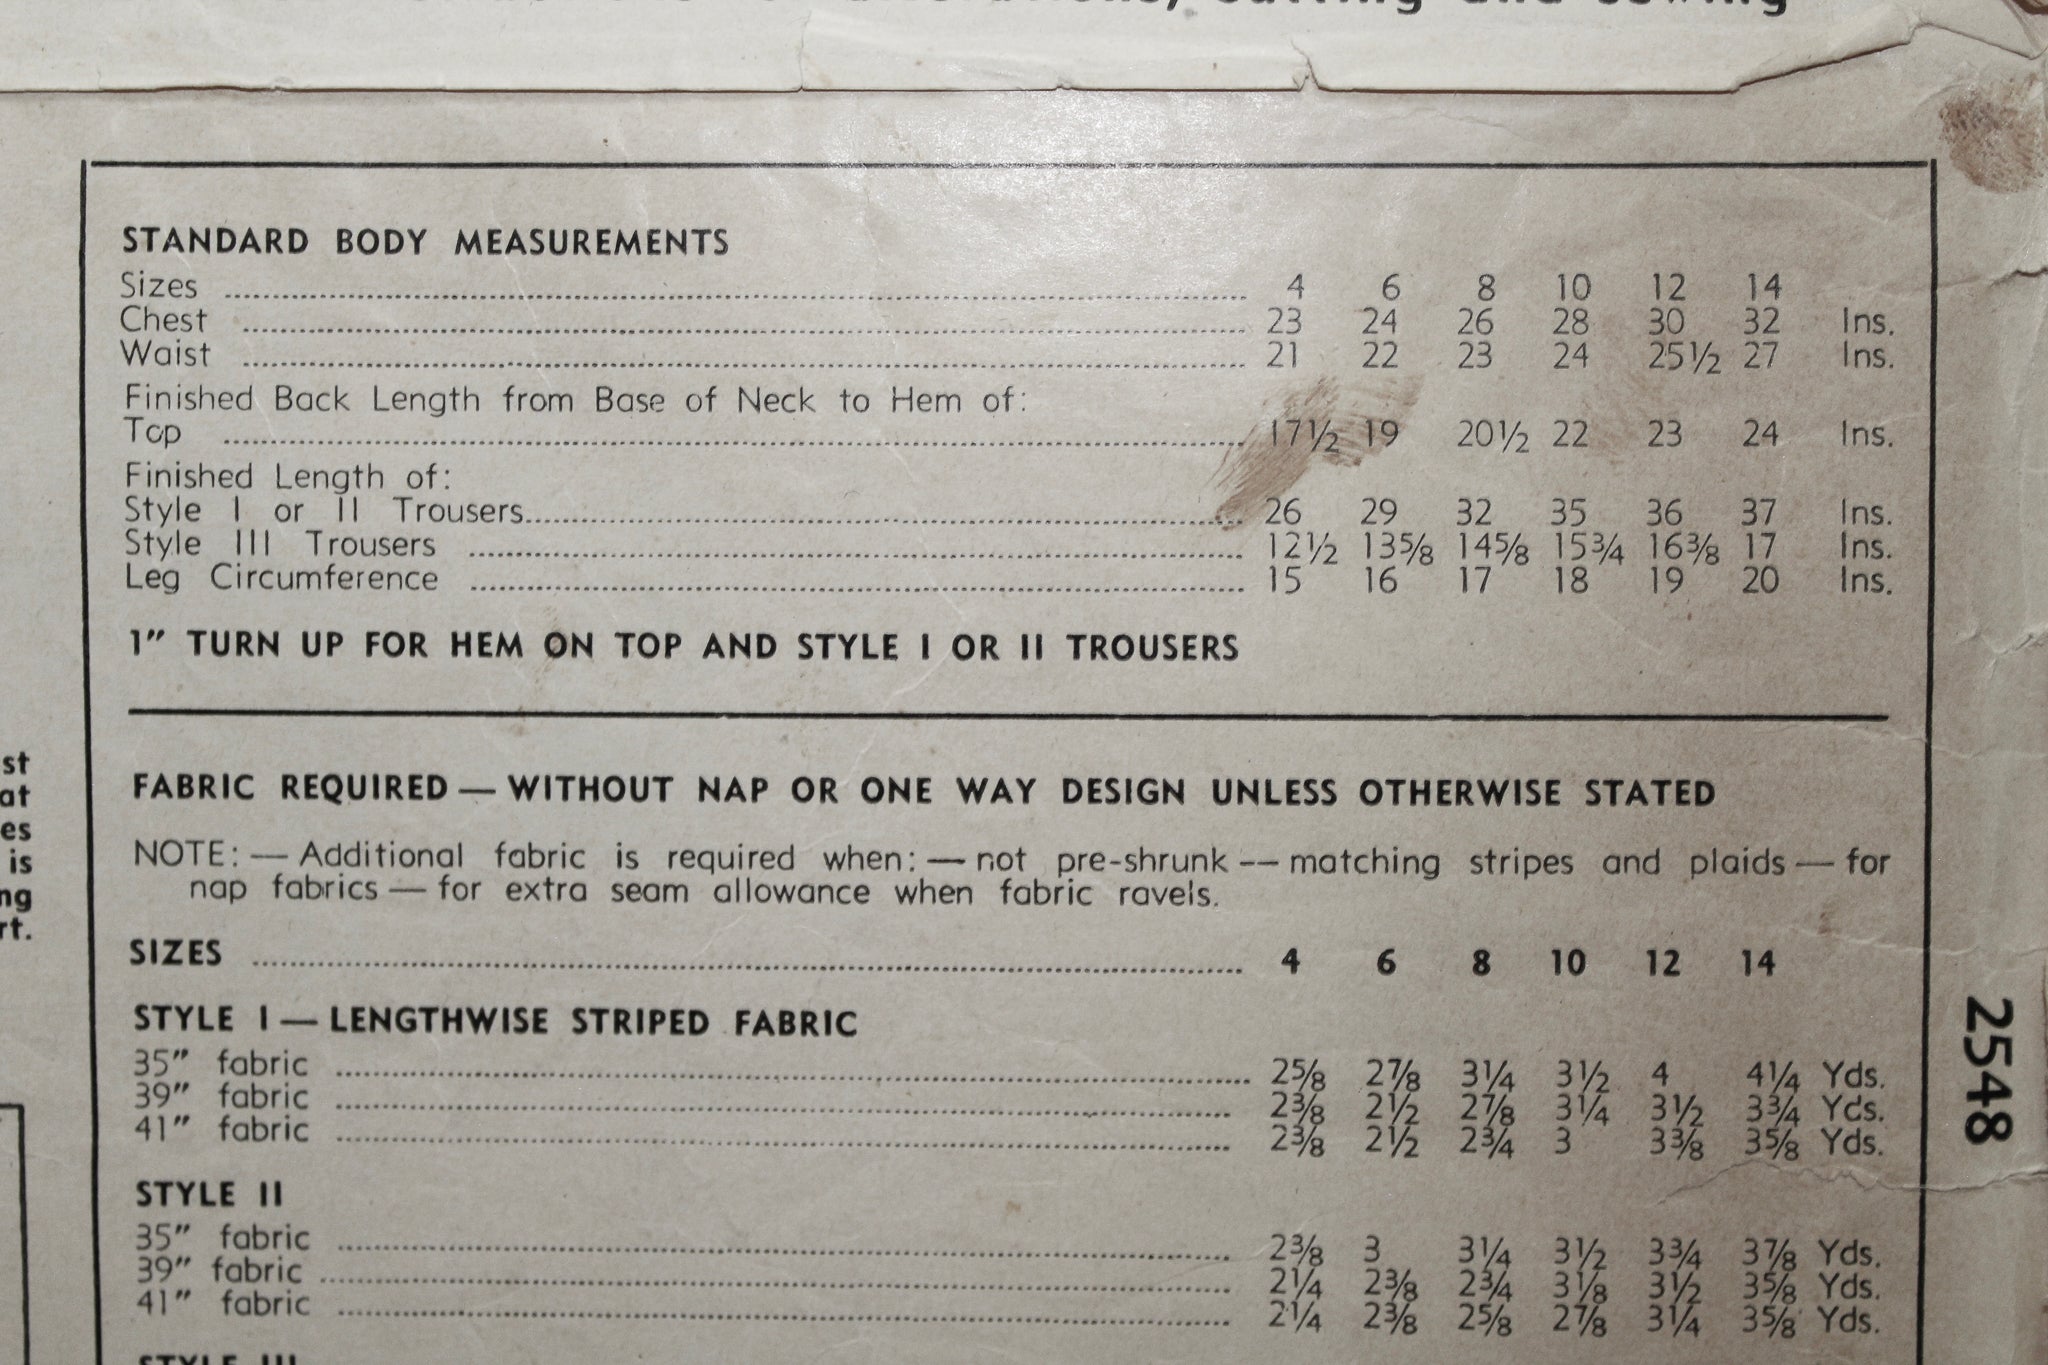 cutting and sewing
STANDARD BODY MEASUREMENTS
Sizes 4 6 8 10 12 14
Chest 23 24 26 28 30 32 Ins.
Waist 21 22 23 24 25½ 27 Ins.
Finished Back Length from Base of Neck to Hem of:
Top 17½ 19 20½ 22 23 24 Ins.
Finished Length of:
Style I or II Trousers 26 29 32 35 36 37 Ins.
Style III Trousers 12½ 13⅝ 14⅝ 15¾ 16⅜ 17 Ins.
Leg Circumference 15 16 17 18 19 20 Ins.
1" TURN UP FOR HEM ON TOP AND STYLE I OR II TROUSERS
FABRIC REQUIRED — WITHOUT NAP OR ONE WAY DESIGN UNLESS OTHERWISE STATED
NOTE: — Additional fabric is required when: — not pre-shrunk -- matching stripes and plaids — for
nap fabrics — for extra seam allowance when fabric ravels.
SIZES 4 6 8 10 12 14
STYLE I — LENGTHWISE STRIPED FABRIC
35" fabric 2⅝ 2⅞ 3¼ 3½ 4 4¼ Yds.
39" fabric 2⅜ 2½ 2⅞ 3¼ 3½ 3¾ Yds.
41" fabric 2⅜ 2½ 2¾ 3 3⅜ 3⅝ Yds.
STYLE II
35" fabric 2⅜ 3 3¼ 3½ 3¾ 3⅞ Yds.
39" fabric 2¼ 2⅜ 2¾ 3⅛ 3½ 3⅝ Yds.
41" fabric 2¼ 2⅜ 2⅝ 2⅞ 3¼ 3⅝ Yds.
STYLE III
2548
st
at
es
is
ng
rt.